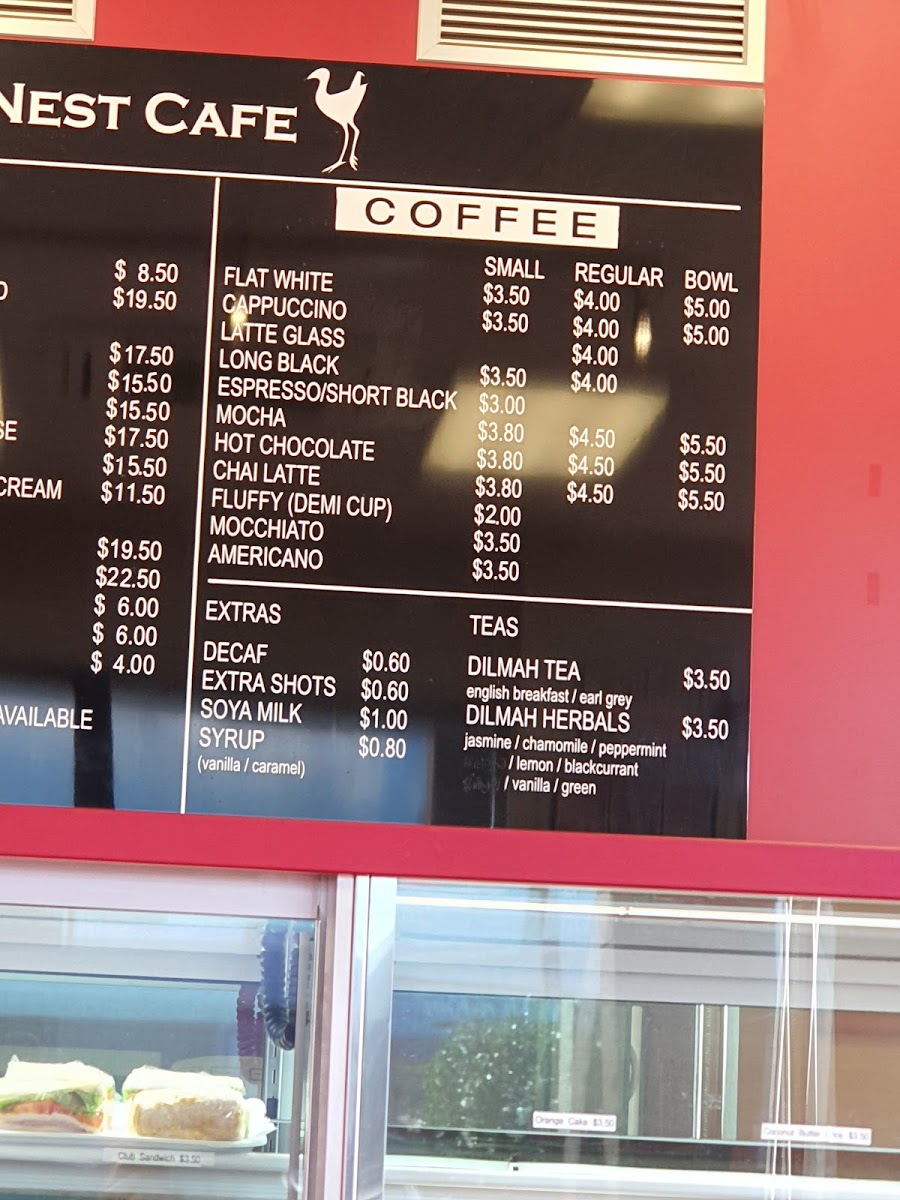 NEST CAFE
COFFEE
SMALL REGULAR BOWL
FLAT WHITE $3.50 $4.00 $5.00
CAPPUCCINO $3.50 $4.00 $5.00
LATTE GLASS $4.00
LONG BLACK $3.50 $4.00
ESPRESSO/SHORT BLACK $3.00
MOCHA $3.80 $4.50 $5.50
HOT CHOCOLATE $3.80 $4.50 $5.50
CHAI LATTE $3.80 $4.50 $5.50
FLUFFY (DEMI CUP) $2.00
MOCCHIATO $3.50
AMERICANO $3.50
$ 8.50
$19.50
$17.50
$15.50
$15.50
SE $17.50
$15.50
CREAM $11.50
$19.50
$22.50
$ 6.00
$ 6.00
$ 4.00
AVAILABLE
EXTRAS
DECAF $0.60
EXTRA SHOTS $0.60
SOYA MILK $1.00
SYRUP $0.80
(vanilla / caramel)
TEAS
DILMAH TEA $3.50
english breakfast / earl grey
DILMAH HERBALS $3.50
jasmine / chamomile / peppermint
/ lemon / blackcurrant
/ vanilla / green
Club Sandwich $3.50
Orange Cake $3.50
Coconut $3.50